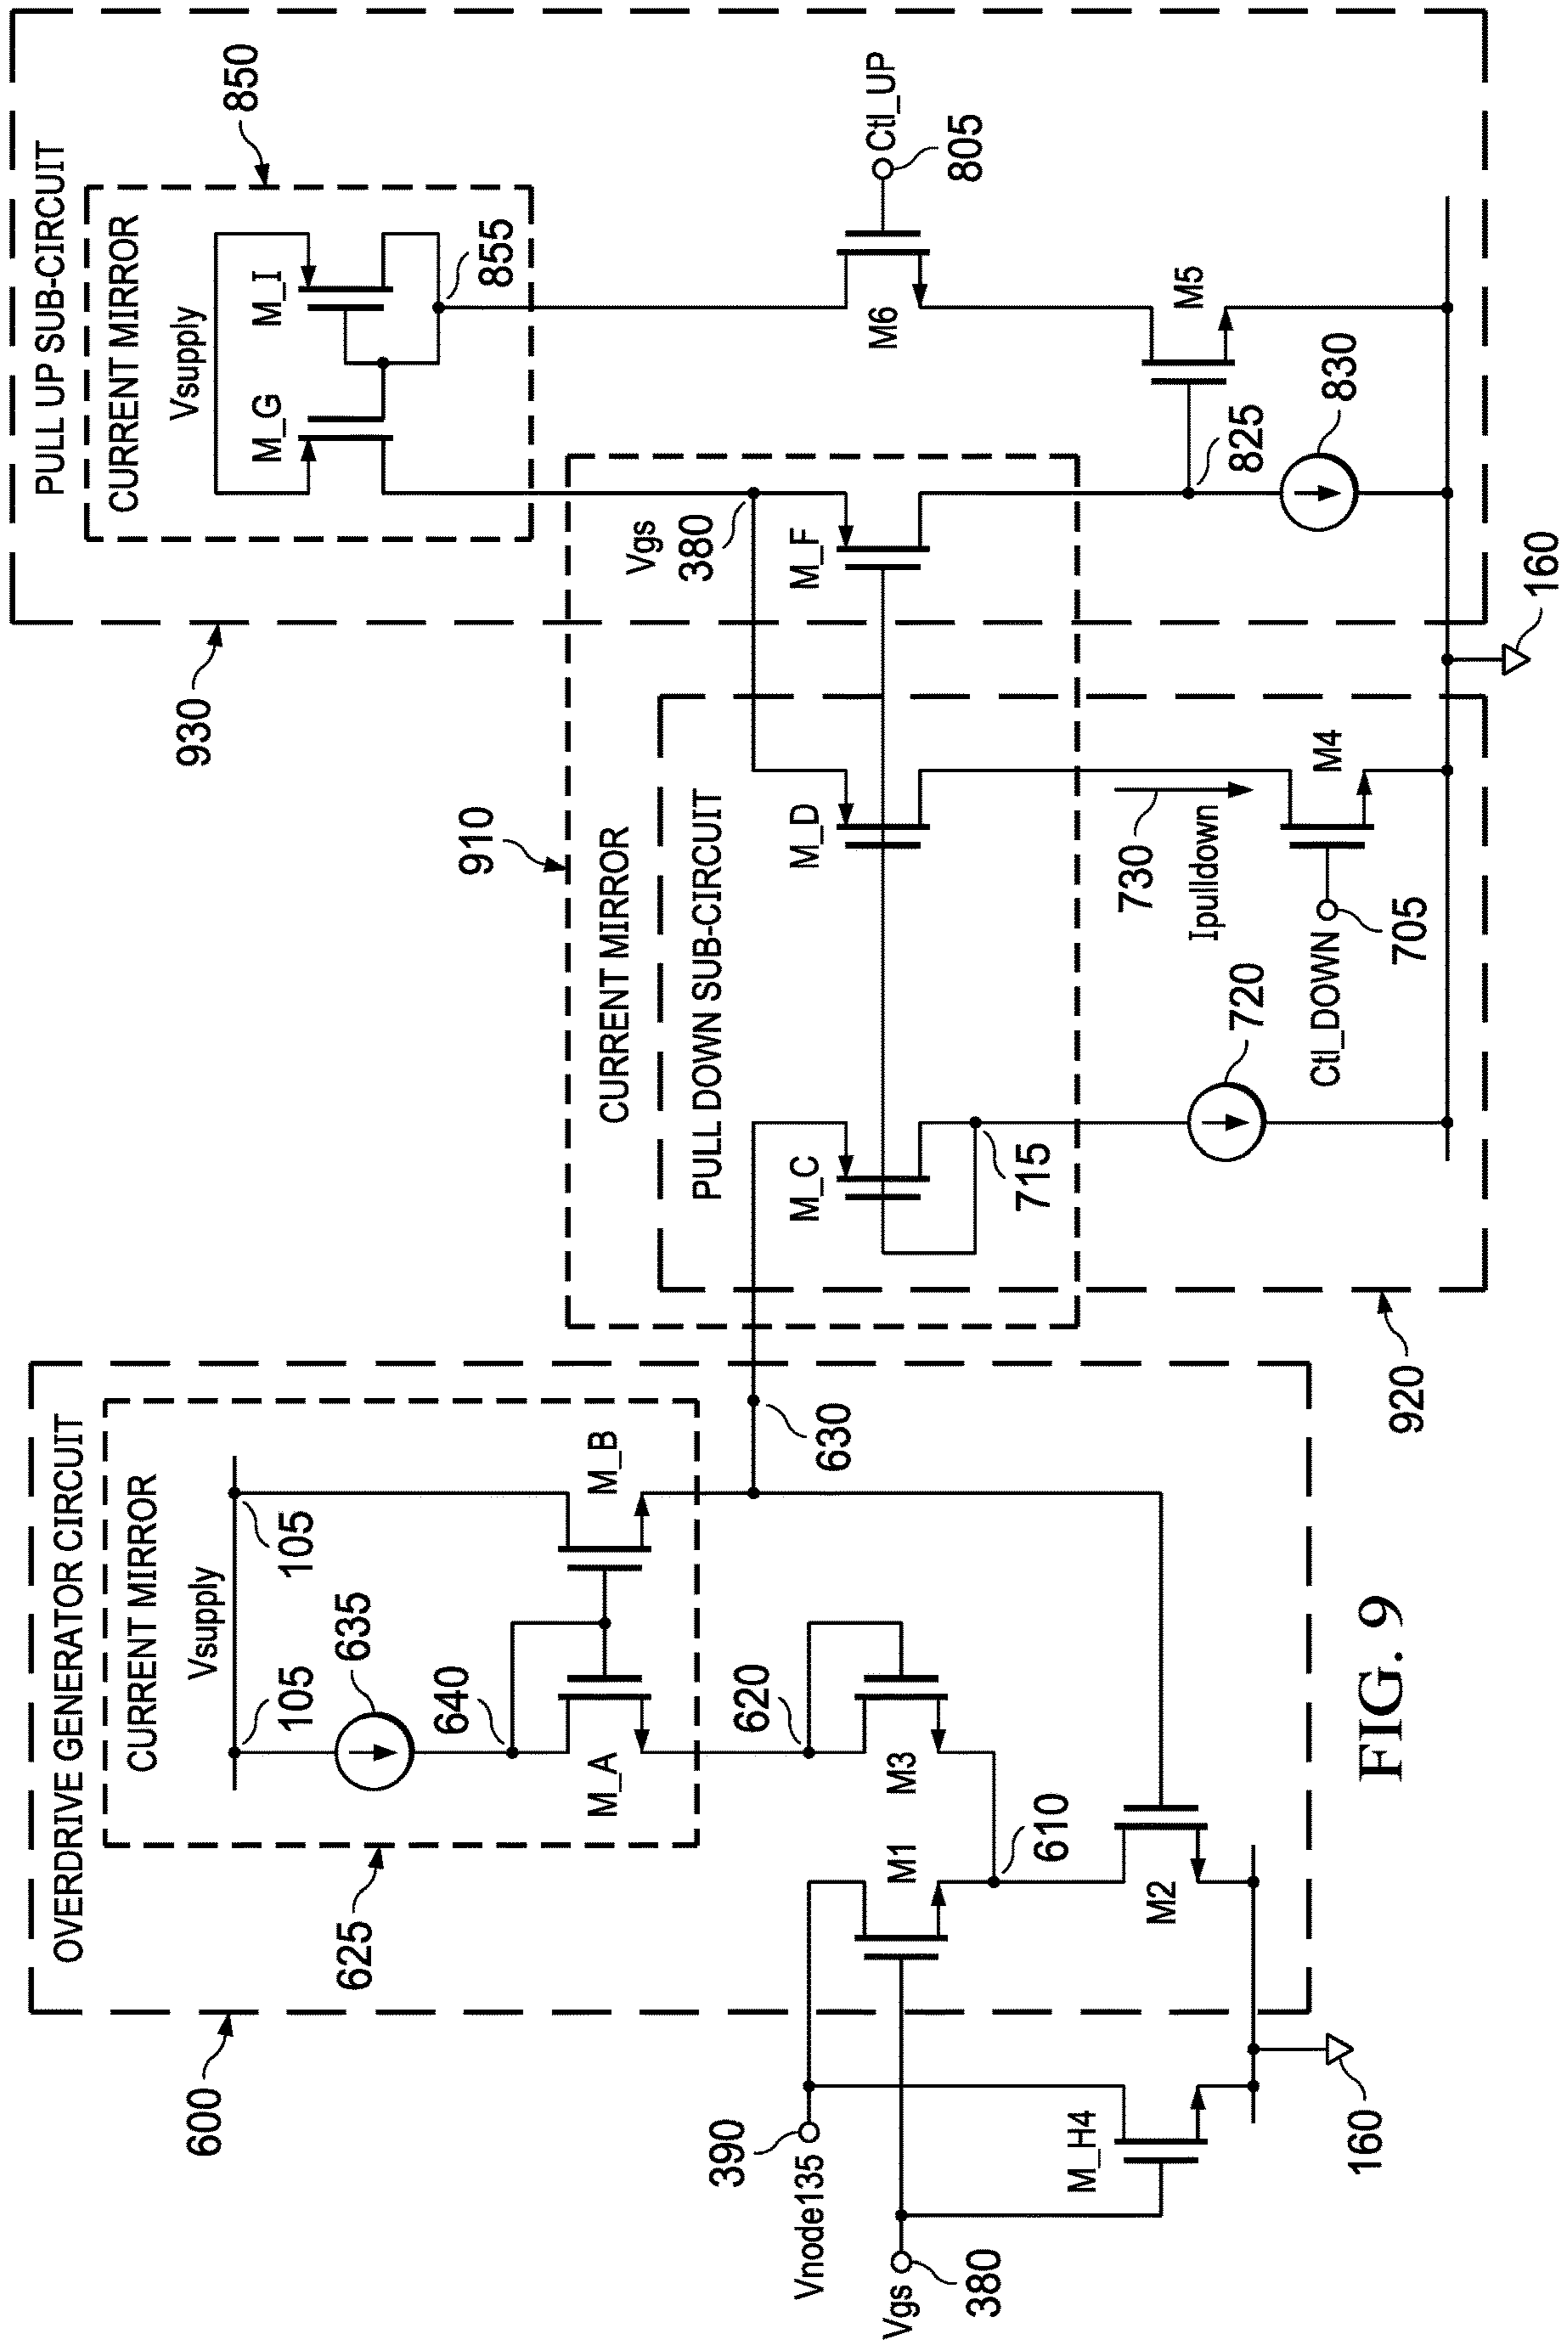 OVERDRIVE GENERATOR CIRCUIT
600
CURRENT MIRROR
625
Vsupply
105
105
635
640
M_A
M_B
620
630
M3
M1
610
M2
390
Vnode135
Vgs
380
M_H4
160
CURRENT MIRROR
910
PULL DOWN SUB-CIRCUIT
920
M_C
M_D
715
720
730
Ipulldown
Ctl_DOWN
705
M4
PULL UP SUB-CIRCUIT
930
CURRENT MIRROR
850
Vsupply
M_G
M_I
855
Vgs
380
M_F
M6
Ctl_UP
805
M5
825
830
160
FIG. 9